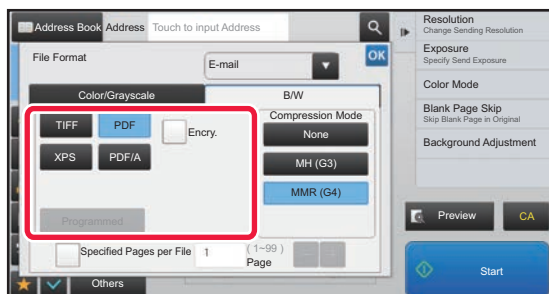 Address Book Address Touch to input Address
File Format
E-mail
OK
Color/Grayscale B/W
TIFF PDF Encry.
XPS PDF/A
Programmed
Compression Mode
None
MH (G3)
MMR (G4)
Specified Pages per File 1 (1~99) Page
Others
Resolution
Change Sending Resolution
Exposure
Specify Send Exposure
Color Mode
Blank Page Skip
Skip Blank Page in Original
Background Adjustment
Preview CA
Start